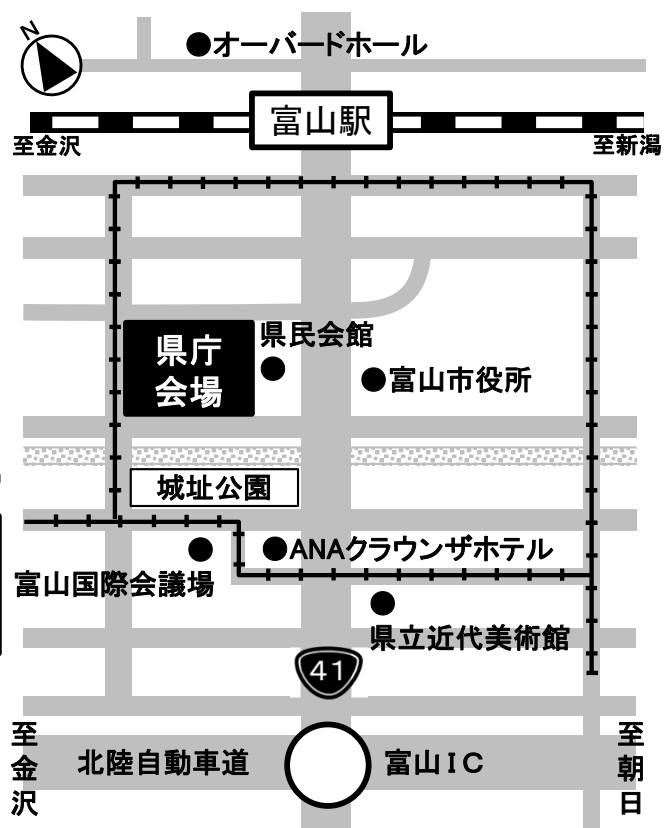 N
オーバードホール
富山駅
至金沢
至新潟
県民会館
県庁
会場
富山市役所
城址公園
ANAクラウンザホテル
富山国際会議場
県立近代美術館
41
至金沢
北陸自動車道
富山IC
至朝日